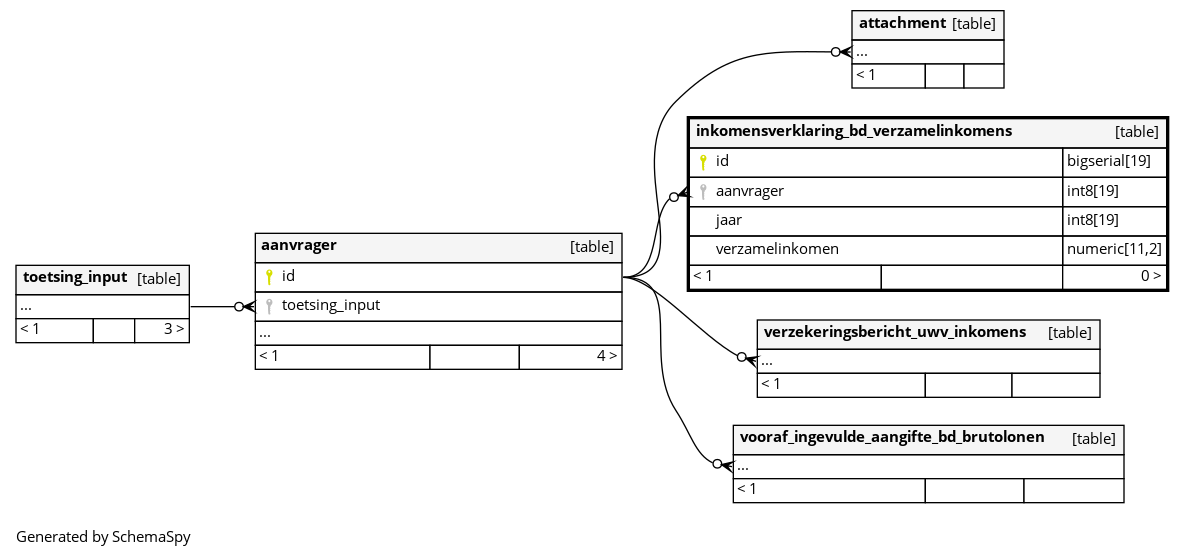 attachment [table]
...
< 1
inkomensverklaring_bd_verzamelinkomens [table]
id bigserial[19]
aanvrager int8[19]
jaar int8[19]
verzamelinkomen numeric[11,2]
< 1 0 >
aanvrager [table]
id
toetsing_input
...
< 1 4 >
toetsing_input [table]
...
< 1 3 >
verzekeringsbericht_uwv_inkomens [table]
...
< 1
vooraf_ingevulde_aangifte_bd_brutolonen [table]
...
< 1
Generated by SchemaSpy